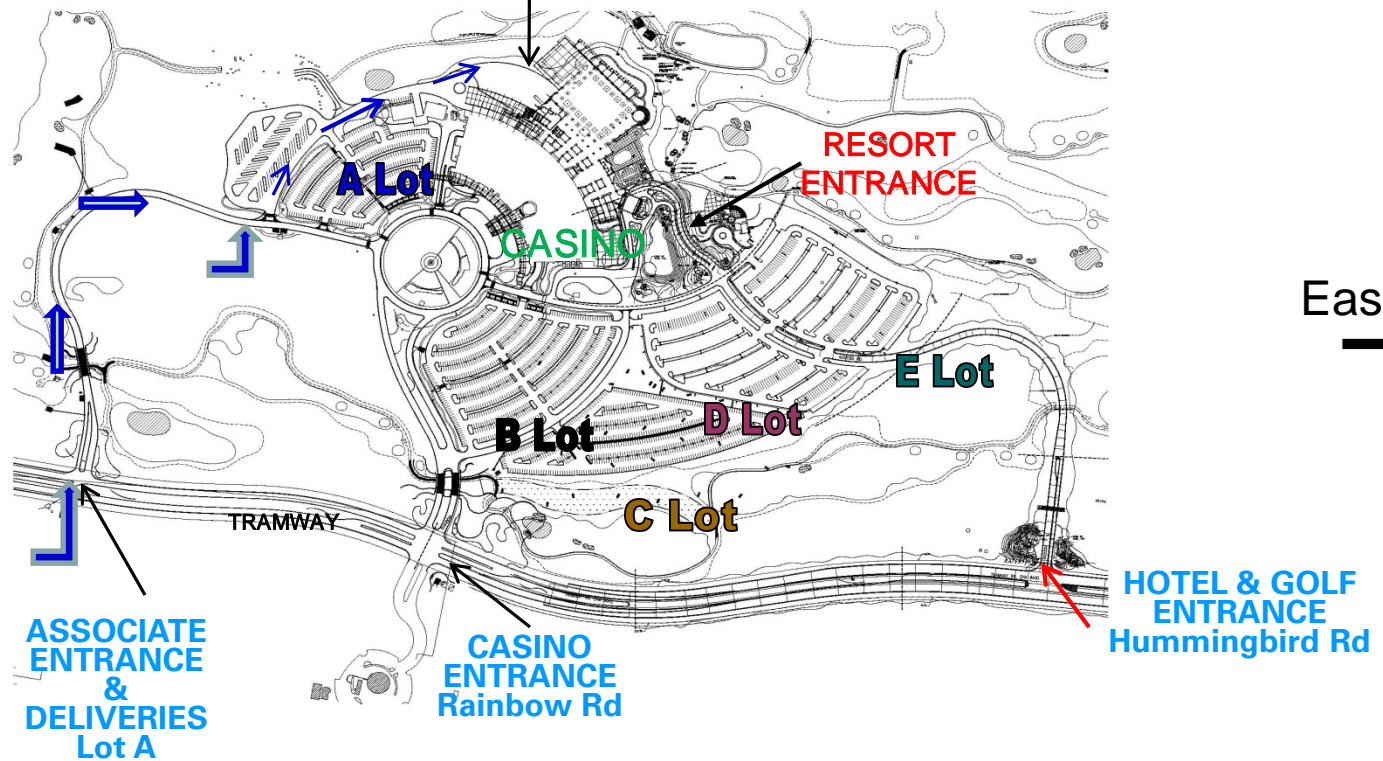 RESORT
ENTRANCE
A Lot
CASINO
Eas
E Lot
D Lot
B Lot
C Lot
TRAMWAY
HOTEL & GOLF
ENTRANCE
Hummingbird Rd
ASSOCIATE
ENTRANCE
&
DELIVERIES
Lot A
CASINO
ENTRANCE
Rainbow Rd